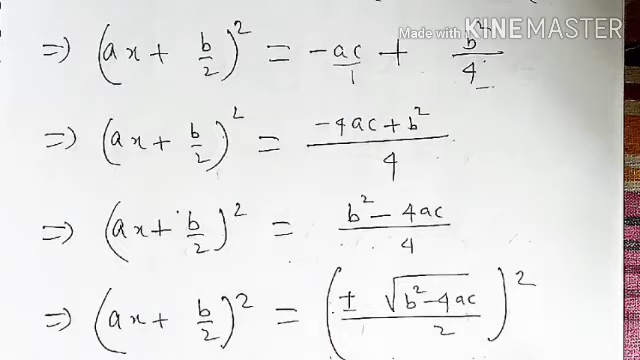 Made with KINEMASTER
⇒ (ax + b/2)² = -ac/1 + b²/4
⇒ (ax + b/2)² = (-4ac + b²)/4
⇒ (ax + b/2)² = (b² - 4ac)/4
⇒ (ax + b/2)² = (± √(b² - 4ac)/2)²